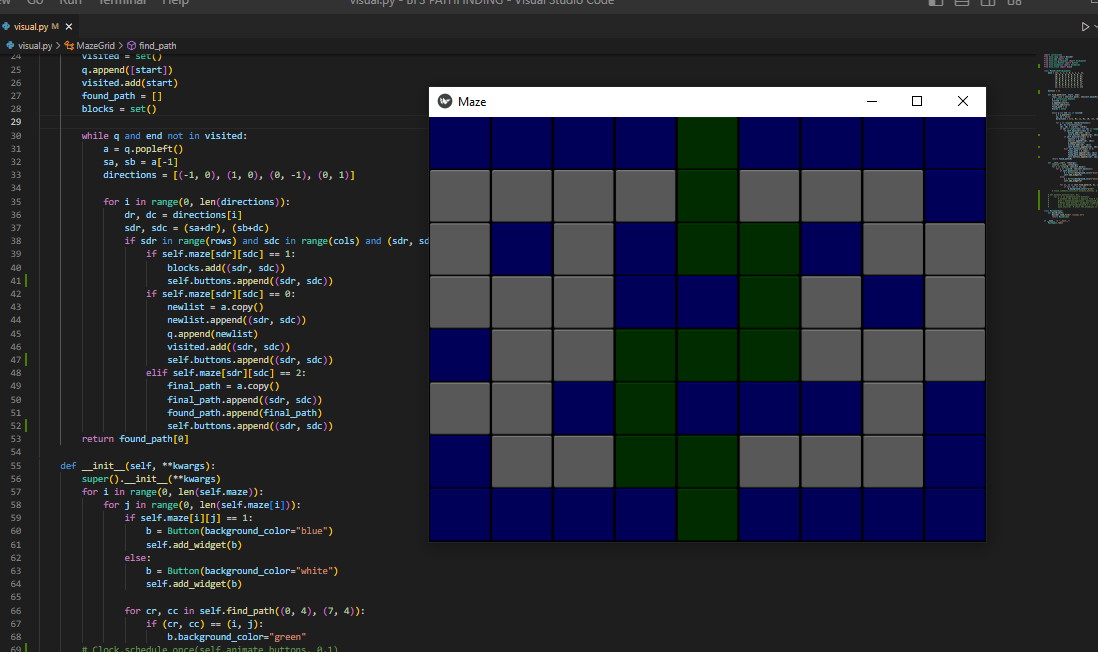 ew Go Run Terminal Help visual.py - BFS PATHFINDING - Visual Studio Code
visual.py M
visual.py > MazeGrid > find_path
24 visited = set()
25 q.append([start])
26 visited.add(start)
27 found_path = []
28 blocks = set()
29
30 while q and end not in visited:
31 a = q.popleft()
32 sa, sb = a[-1]
33 directions = [(-1, 0), (1, 0), (0, -1), (0, 1)]
34
35 for i in range(0, len(directions)):
36 dr, dc = directions[i]
37 sdr, sdc = (sa+dr), (sb+dc)
38 if sdr in range(rows) and sdc in range(cols) and (sdr, sd
39 if self.maze[sdr][sdc] == 1:
40 blocks.add((sdr, sdc))
41 self.buttons.append((sdr, sdc))
42 if self.maze[sdr][sdc] == 0:
43 newlist = a.copy()
44 newlist.append((sdr, sdc))
45 q.append(newlist)
46 visited.add((sdr, sdc))
47 self.buttons.append((sdr, sdc))
48 elif self.maze[sdr][sdc] == 2:
49 final_path = a.copy()
50 final_path.append((sdr, sdc))
51 found_path.append(final_path)
52 self.buttons.append((sdr, sdc))
53 return found_path[0]
54
55 def __init__(self, **kwargs):
56 super().__init__(**kwargs)
57 for i in range(0, len(self.maze)):
58 for j in range(0, len(self.maze[i])):
59 if self.maze[i][j] == 1:
60 b = Button(background_color="blue")
61 self.add_widget(b)
62 else:
63 b = Button(background_color="white")
64 self.add_widget(b)
65
66 for cr, cc in self.find_path((0, 4), (7, 4)):
67 if (cr, cc) == (i, j):
68 b.background_color="green"
69 # Clock.schedule_once(self.animate_buttons, 0.1)
Maze